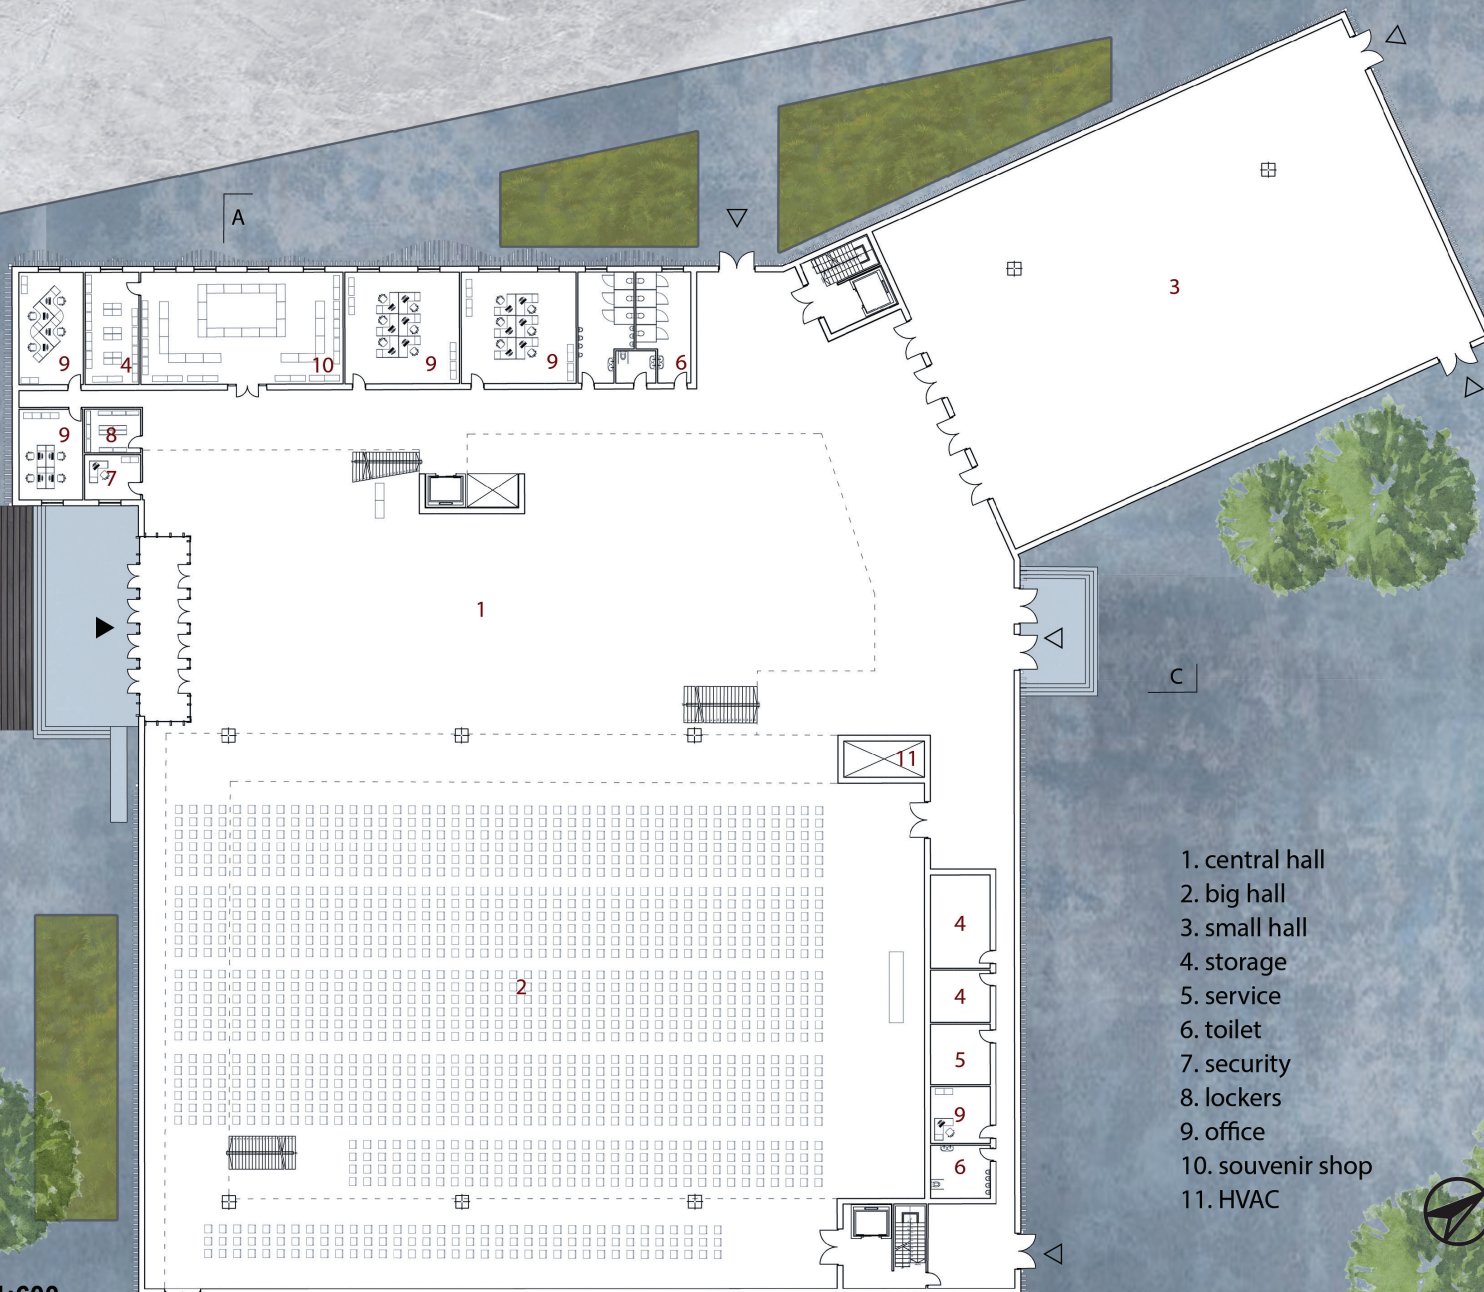 A
3
9
4
10
9
9
6
9
8
7
1
C
11
4
2
4
5
9
6
1. central hall
2. big hall
3. small hall
4. storage
5. service
6. toilet
7. security
8. lockers
9. office
10. souvenir shop
11. HVAC